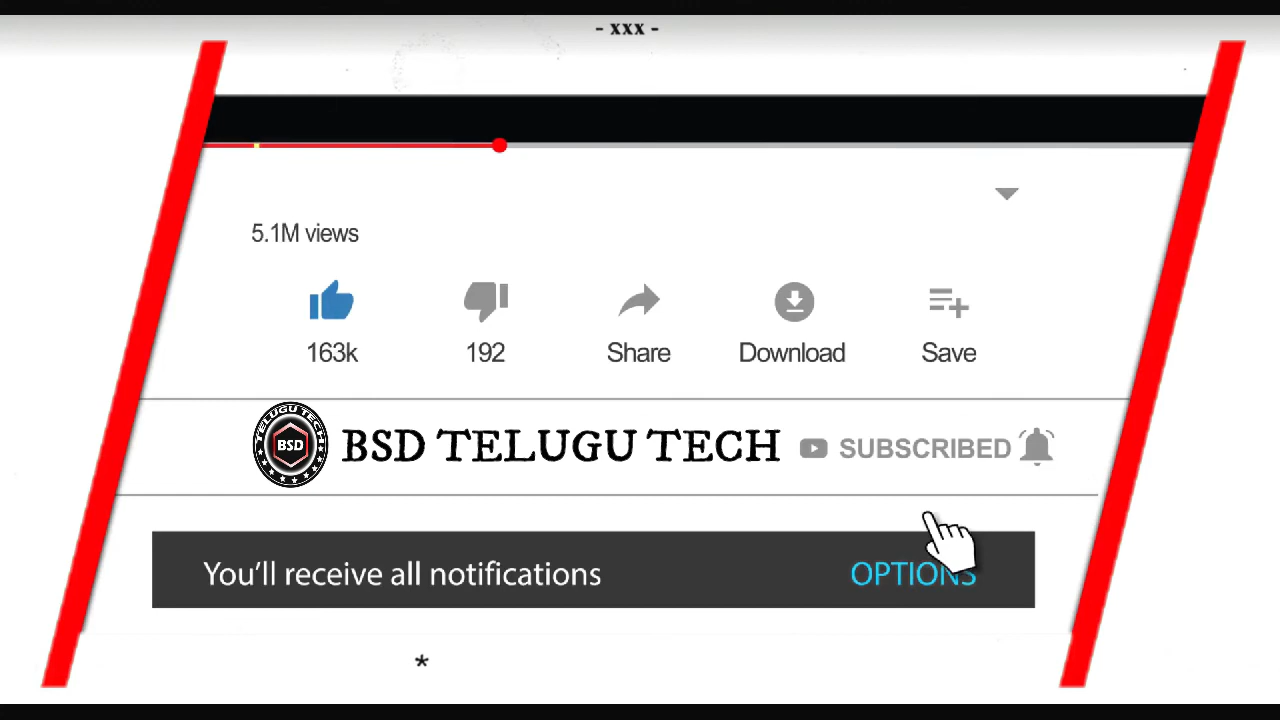 - xxx -
5.1M views
163k 192 Share Download Save
TELUGU TECH
BSD
BSD TELUGU TECH SUBSCRIBED
You'll receive all notifications OPTIONS
*